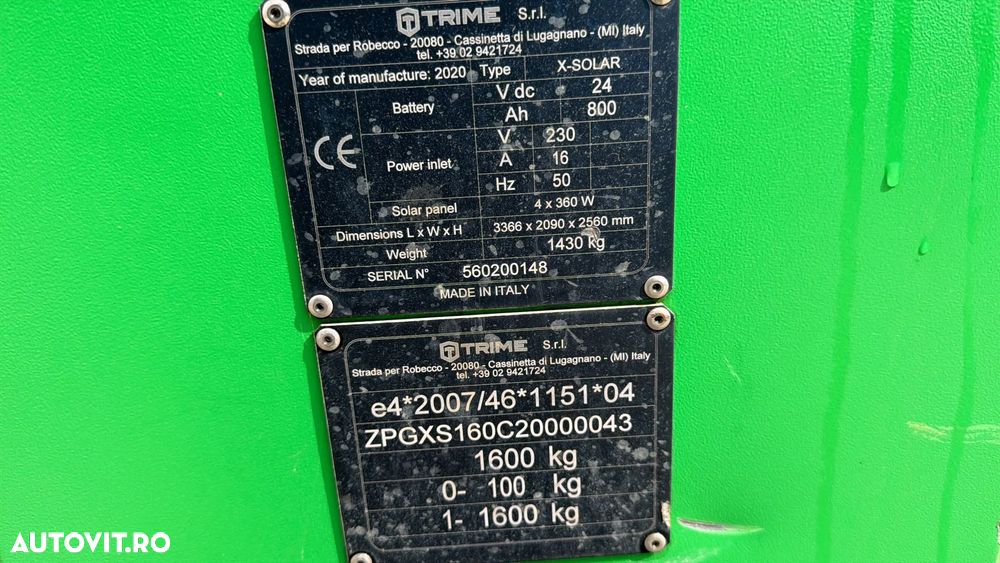 TRIME S.r.l.
Strada per Robecco - 20080 - Cassinetta di Lugagnano - (MI) Italy
tel. +39 02 9421724
Year of manufacture: 2020 Type X-SOLAR
Battery V dc 24
Ah 800
CE Power inlet V 230
A 16
Hz 50
Solar panel 4 x 360 W
Dimensions L x W x H 3366 x 2090 x 2560 mm
Weight 1430 kg
SERIAL N° 560200148
MADE IN ITALY
TRIME S.r.l.
Strada per Robecco - 20080 - Cassinetta di Lugagnano - (MI) Italy
tel. +39 02 9421724
e4*2007/46*1151*04
ZPGXS160C20000043
1600 kg
0- 100 kg
1- 1600 kg
AUTOVIT.RO